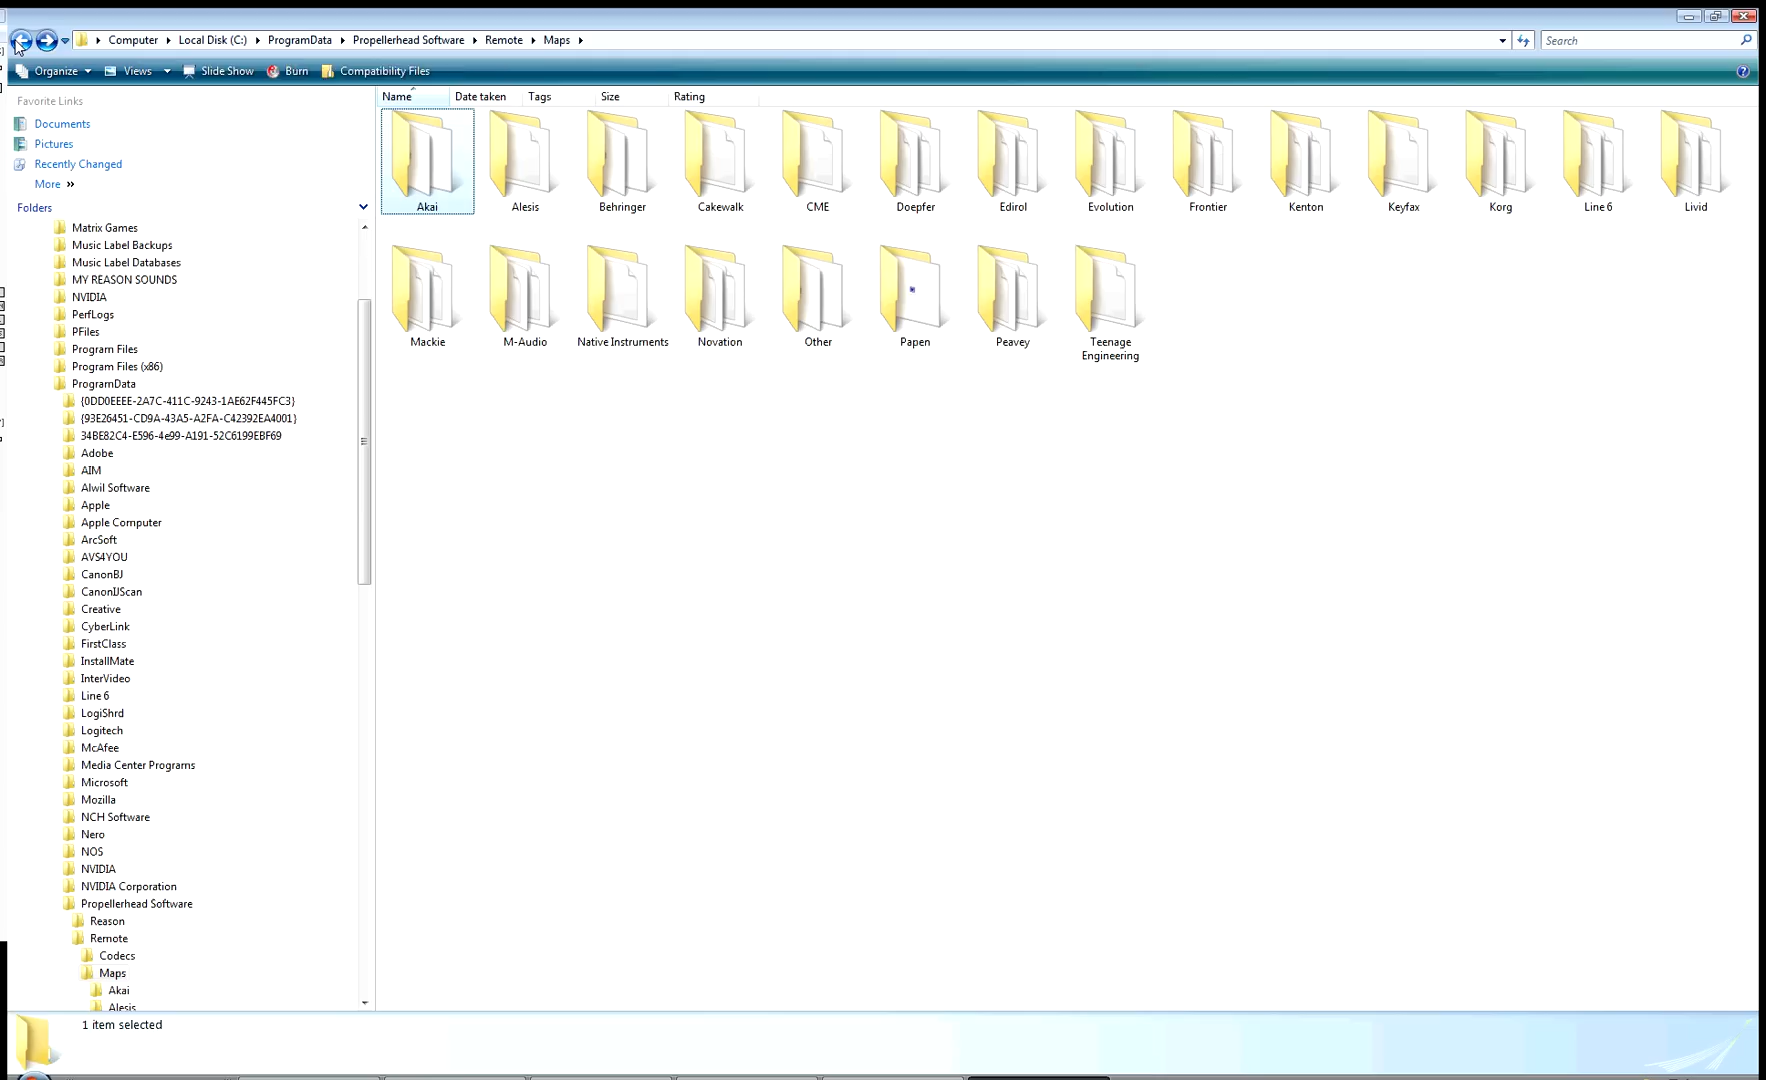 Computer Local Disk (C:) ProgramData Propellerhead Software Remote Maps Search
Organize Views Slide Show Burn Compatibility Files
Favorite Links
Documents
Pictures
Recently Changed
More »
Folders
Matrix Games
Music Label Backups
Music Label Databases
MY REASON SOUNDS
NVIDIA
PerfLogs
PFiles
Program Files
Program Files (x86)
ProgramData
{0DD0EEEE-2A7C-411C-9243-1AE62F445FC3}
{93E26451-CD9A-43A5-A2FA-C42392EA4001}
34BE82C4-E596-4e99-A191-52C6199EBF69
Adobe
AIM
Alwil Software
Apple
Apple Computer
ArcSoft
AVS4YOU
CanonBJ
CanonIJScan
Creative
CyberLink
FirstClass
InstallMate
InterVideo
Line 6
LogiShrd
Logitech
McAfee
Media Center Programs
Microsoft
Mozilla
NCH Software
Nero
NOS
NVIDIA
NVIDIA Corporation
Propellerhead Software
Reason
Remote
Codecs
Maps
Akai
Alesis
Name Date taken Tags Size Rating
Akai Alesis Behringer Cakewalk CME Doepfer Edirol Evolution Frontier Kenton Keyfax Korg Line 6 Livid
Mackie M-Audio Native Instruments Novation Other Papen Peavey Teenage
Engineering
1 item selected